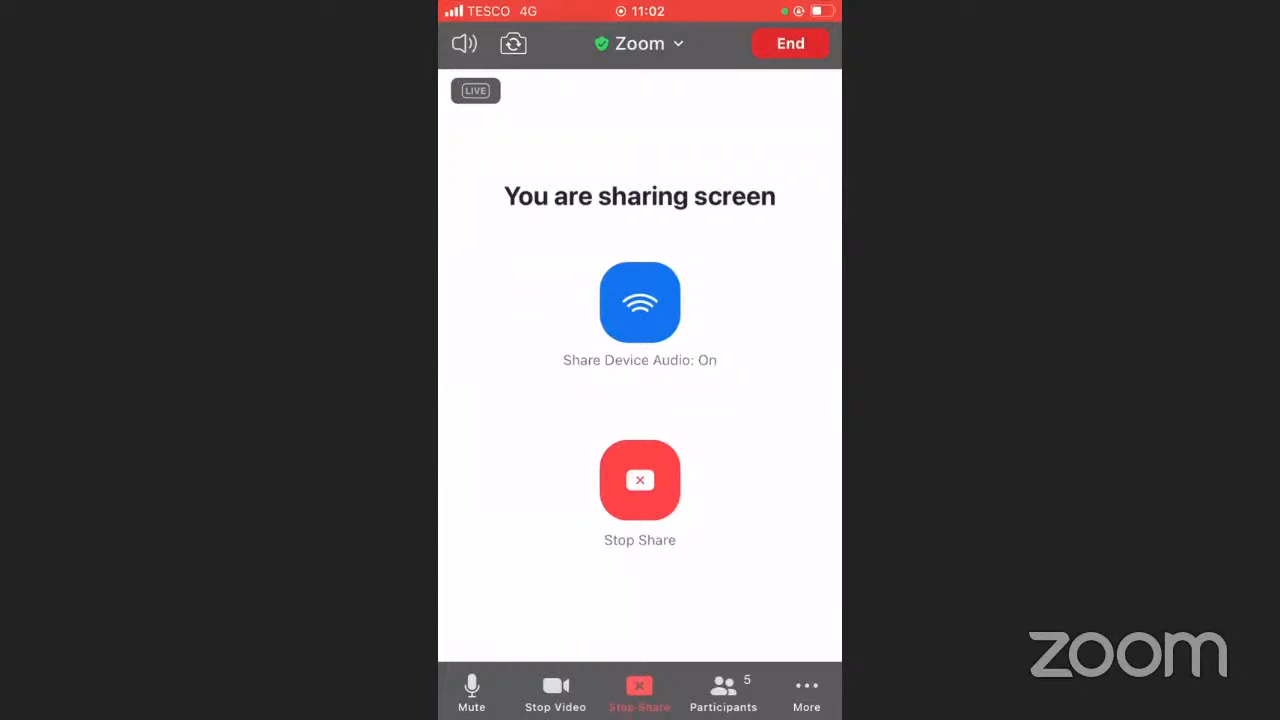 TESCO 4G 11:02
Zoom End
LIVE
You are sharing screen
Share Device Audio: On
Stop Share
5
Mute Stop Video Stop Share Participants More
zoom